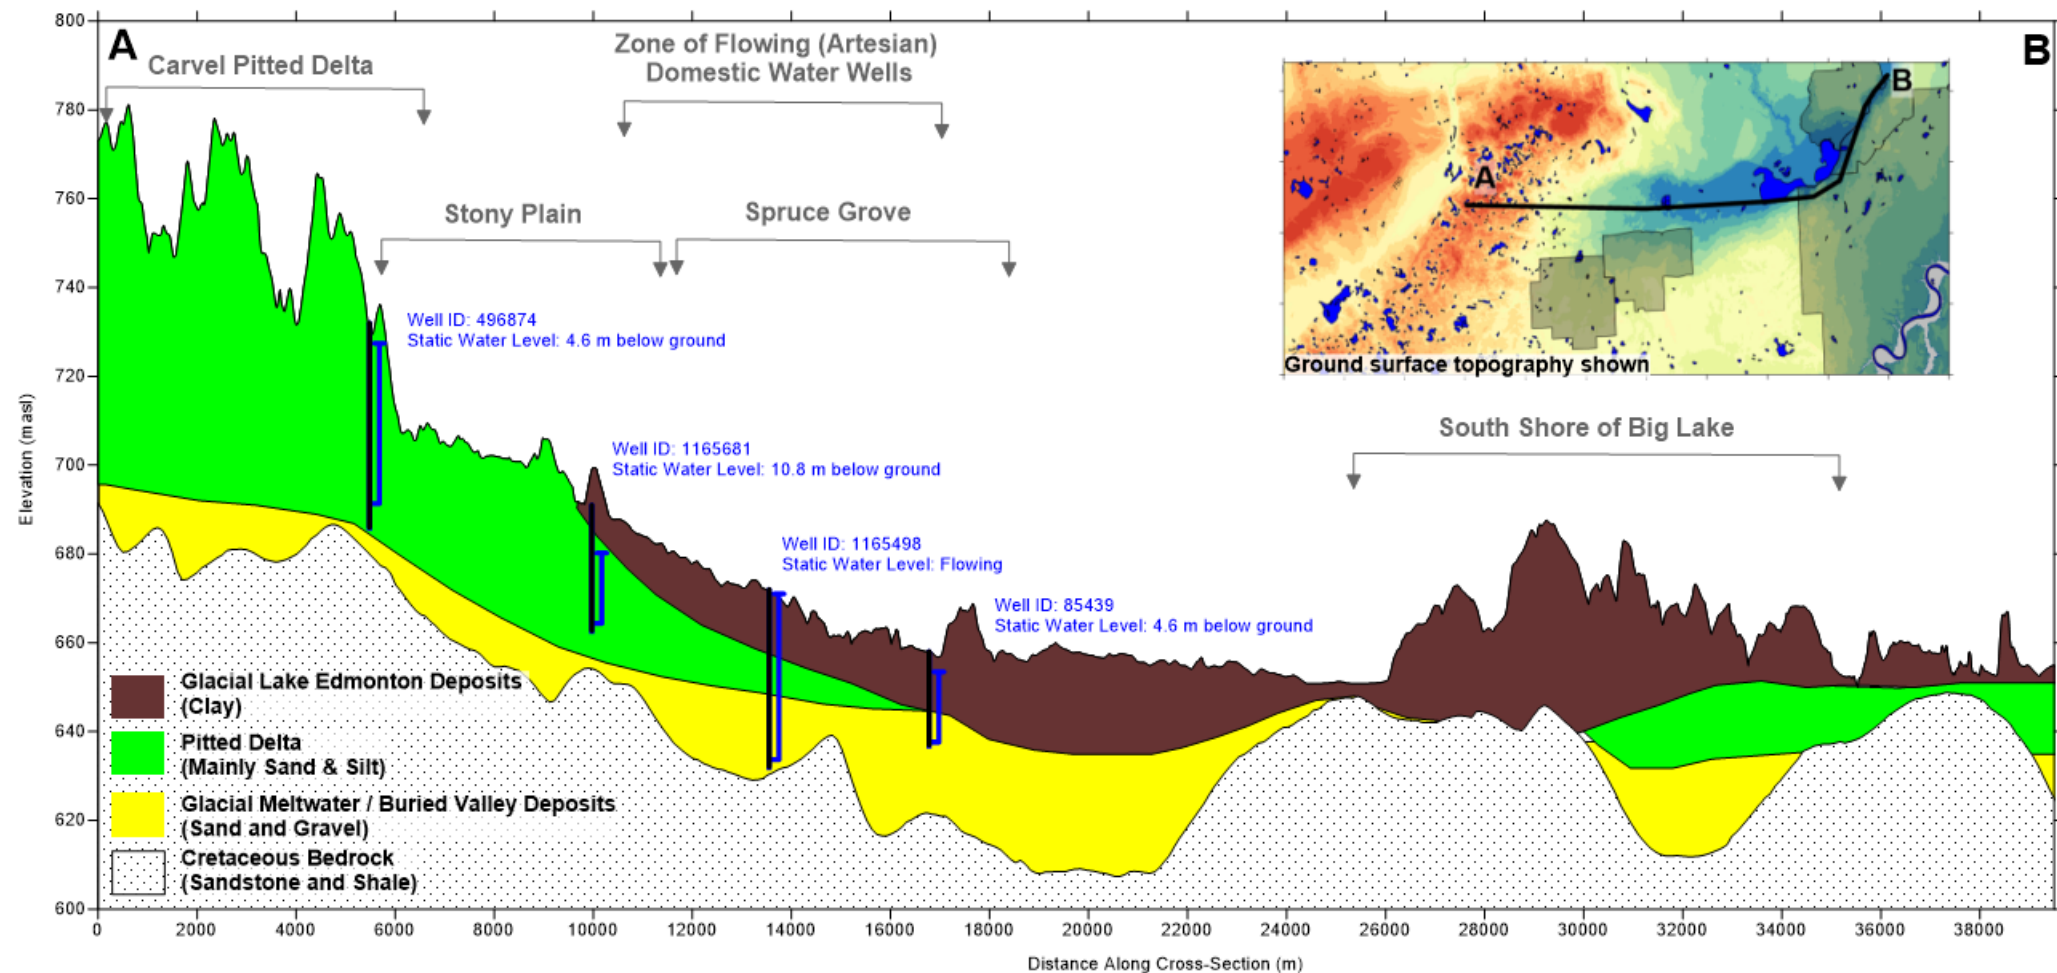 A
B
Carvel Pitted Delta
Zone of Flowing (Artesian)
Domestic Water Wells
Stony Plain
Spruce Grove
A
B
Ground surface topography shown
Well ID: 496874
Static Water Level: 4.6 m below ground
Well ID: 1165681
Static Water Level: 10.8 m below ground
Well ID: 1165498
Static Water Level: Flowing
Well ID: 85439
Static Water Level: 4.6 m below ground
South Shore of Big Lake
Glacial Lake Edmonton Deposits
(Clay)
Pitted Delta
(Mainly Sand & Silt)
Glacial Meltwater / Buried Valley Deposits
(Sand and Gravel)
Cretaceous Bedrock
(Sandstone and Shale)
Elevation (masl)
800
780
760
740
720
700
680
660
640
620
600
0 2000 4000 6000 8000 10000 12000 14000 16000 18000 20000 22000 24000 26000 28000 30000 32000 34000 36000 38000
Distance Along Cross-Section (m)